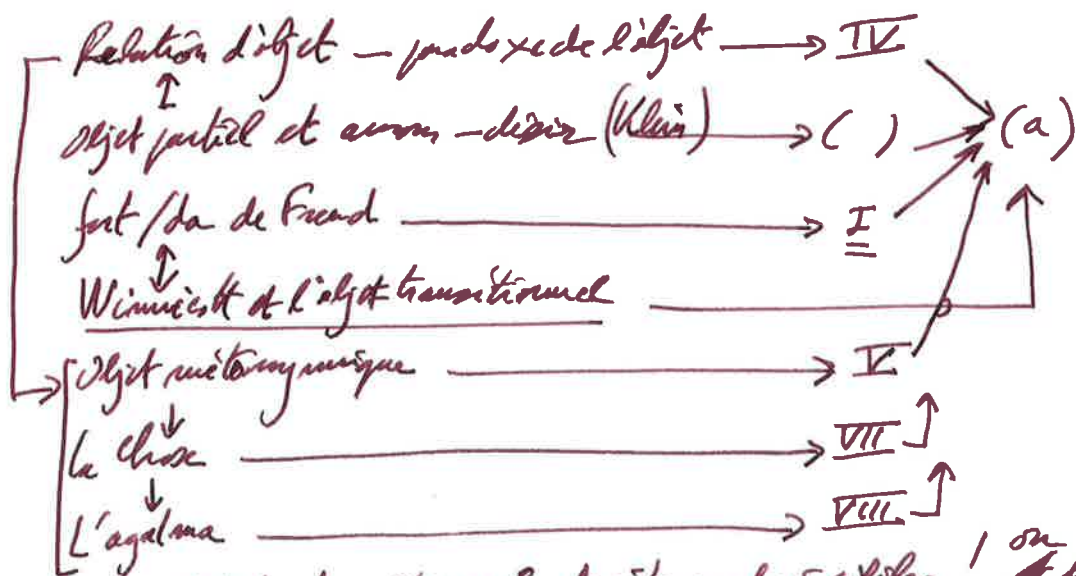 Relation d'objet — paradoxe de l'objet → IV
Objet partiel et amour - désir (Klein) → ( ) → (a)
fort / da de Freud → I
Winnicott et l'objet transitionnel
Objet métonymique → V
la Chose → VII
L'agalma → VIII
/ on